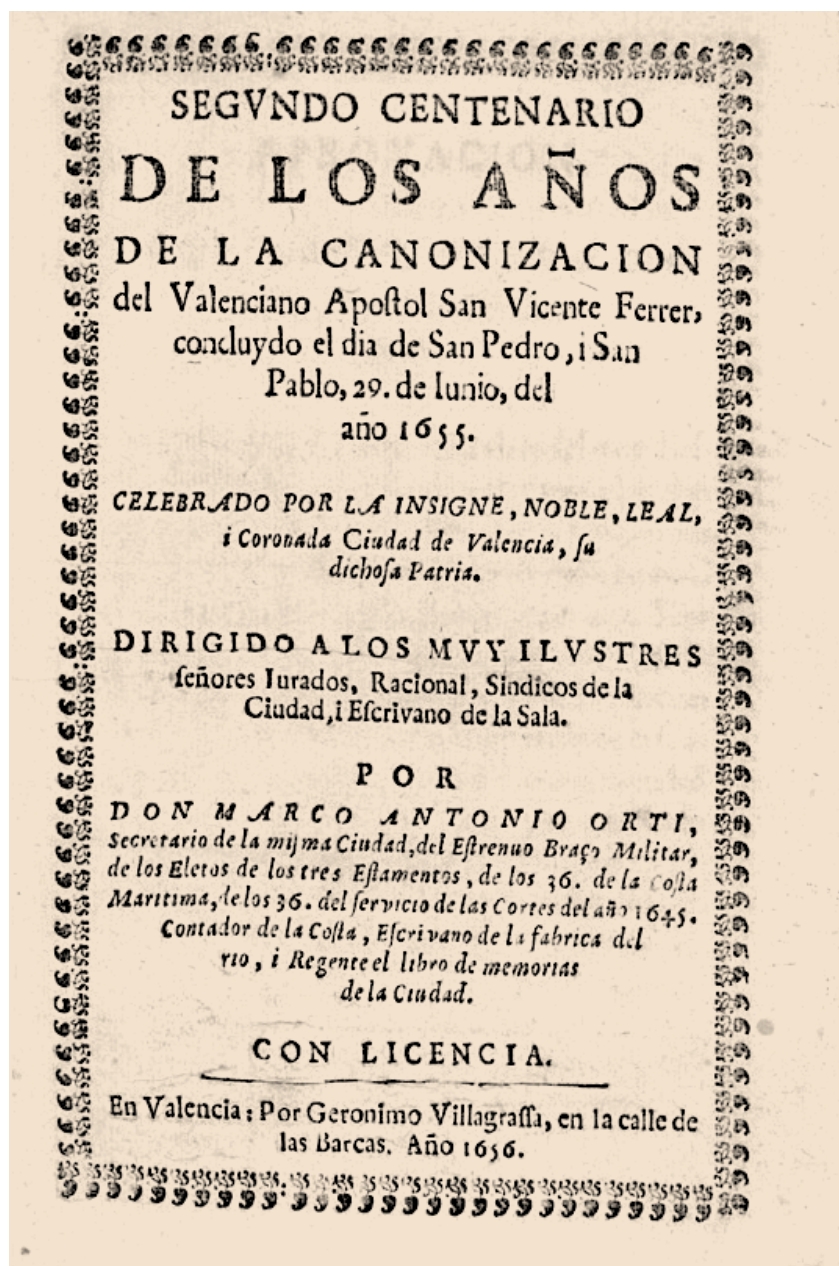 SEGVNDO CENTENARIO
DE LOS AÑOS
DE LA CANONIZACION
del Valenciano Apoſtol San Vicente Ferrer,
concluydo el dia de San Pedro, i San
Pablo, 29. de Iunio, del
año 1655.
CELEBRADO POR LA INSIGNE, NOBLE, LEAL,
i Coronada Ciudad de Valencia, ſu
dichoſa Patria.
DIRIGIDO A LOS MVY ILVSTRES
ſeñores Iurados, Racional, Sindicos de la
Ciudad, i Eſcrivano de la Sala.
POR
DON MARCO ANTONIO ORTI,
Secretario de la miſma Ciudad, del Eſtrenuo Braço Militar,
de los Eletos de los tres Eſtamentos, de los 36. de la Coſta
Maritima, de los 36. del ſervicio de las Cortes del año 1645.
Contador de la Coſta, Eſcrivano de la fabrica del
rio, i Regente el libro de memorias
de la Ciudad.
CON LICENCIA.
En Valencia: Por Geronimo Villagraſſa, en la calle de
las Barcas. Año 1656.